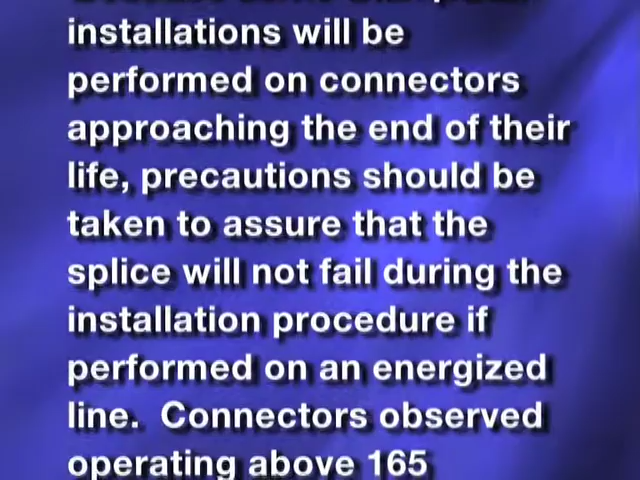 installations will be
performed on connectors
approaching the end of their
life, precautions should be
taken to assure that the
splice will not fail during the
installation procedure if
performed on an energized
line.  Connectors observed
operating above 165